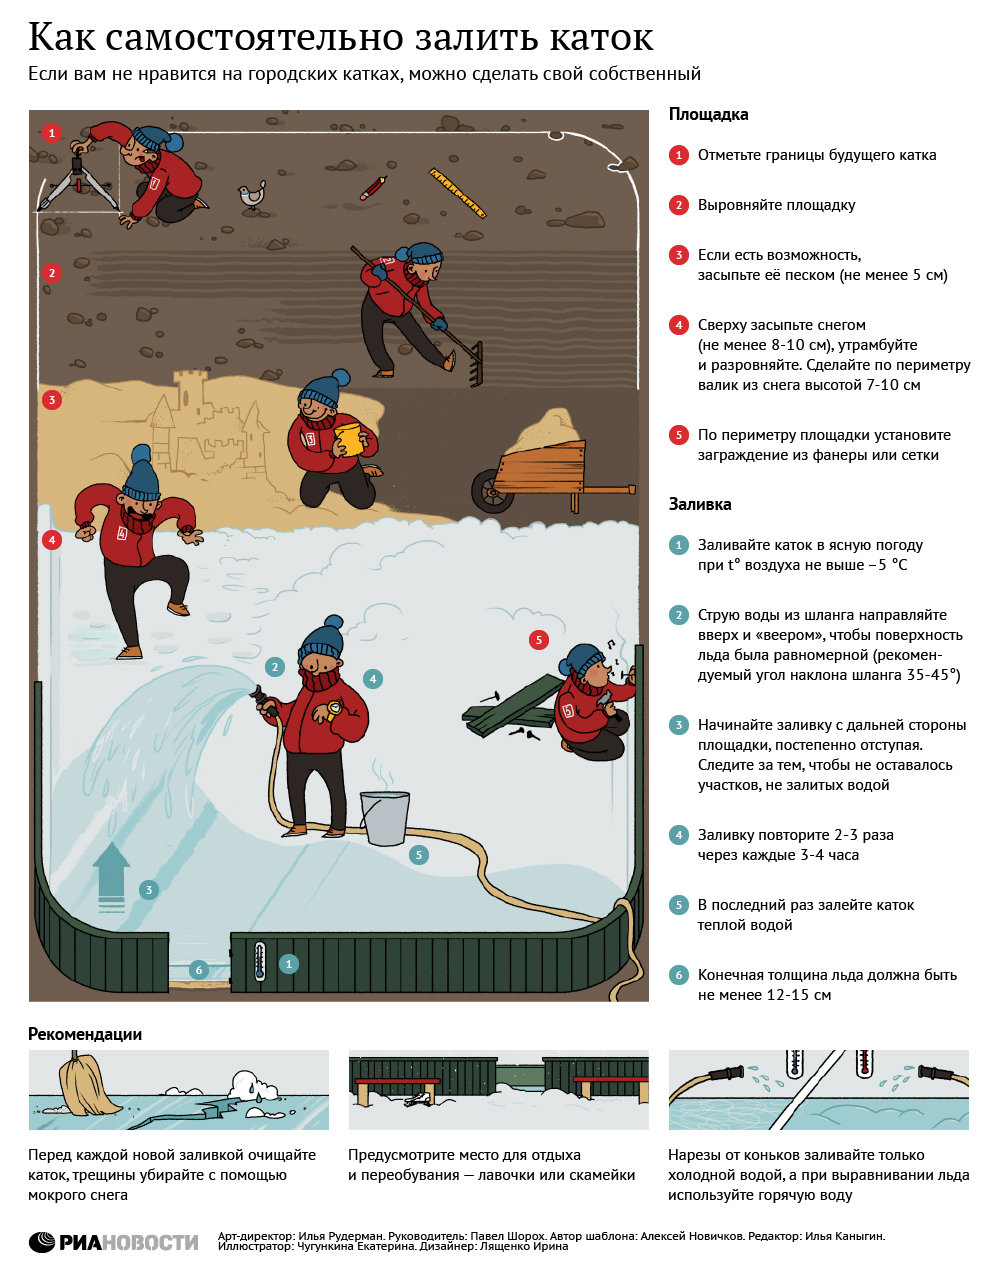 Как самостоятельно залить каток
Если вам не нравится на городских катках, можно сделать свой собственный
Площадка
1 Отметьте границы будущего катка
2 Выровняйте площадку
3 Если есть возможность,
засыпьте её песком (не менее 5 см)
4 Сверху засыпьте снегом
(не менее 8-10 см), утрамбуйте
и разровняйте. Сделайте по периметру
валик из снега высотой 7-10 см
5 По периметру площадки установите
заграждение из фанеры или сетки
Заливка
1 Заливайте каток в ясную погоду
при t° воздуха не выше –5 °C
2 Струю воды из шланга направляйте
вверх и «веером», чтобы поверхность
льда была равномерной (рекомен-
дуемый угол наклона шланга 35-45°)
3 Начинайте заливку с дальней стороны
площадки, постепенно отступая.
Следите за тем, чтобы не оставалось
участков, не залитых водой
4 Заливку повторите 2-3 раза
через каждые 3-4 часа
5 В последний раз залейте каток
теплой водой
6 Конечная толщина льда должна быть
не менее 12-15 см
1
1
2
2
3
3
4
4
5
2
4
5
5
3
6
1
Рекомендации
Перед каждой новой заливкой очищайте
каток, трещины убирайте с помощью
мокрого снега
Предусмотрите место для отдыха
и переобувания — лавочки или скамейки
Нарезы от коньков заливайте только
холодной водой, а при выравнивании льда
используйте горячую воду
РИАНОВОСТИ
Арт-директор: Илья Рудерман. Руководитель: Павел Шорох. Автор шаблона: Алексей Новичков. Редактор: Илья Каныгин.
Иллюстратор: Чугункина Екатерина. Дизайнер: Лященко Ирина